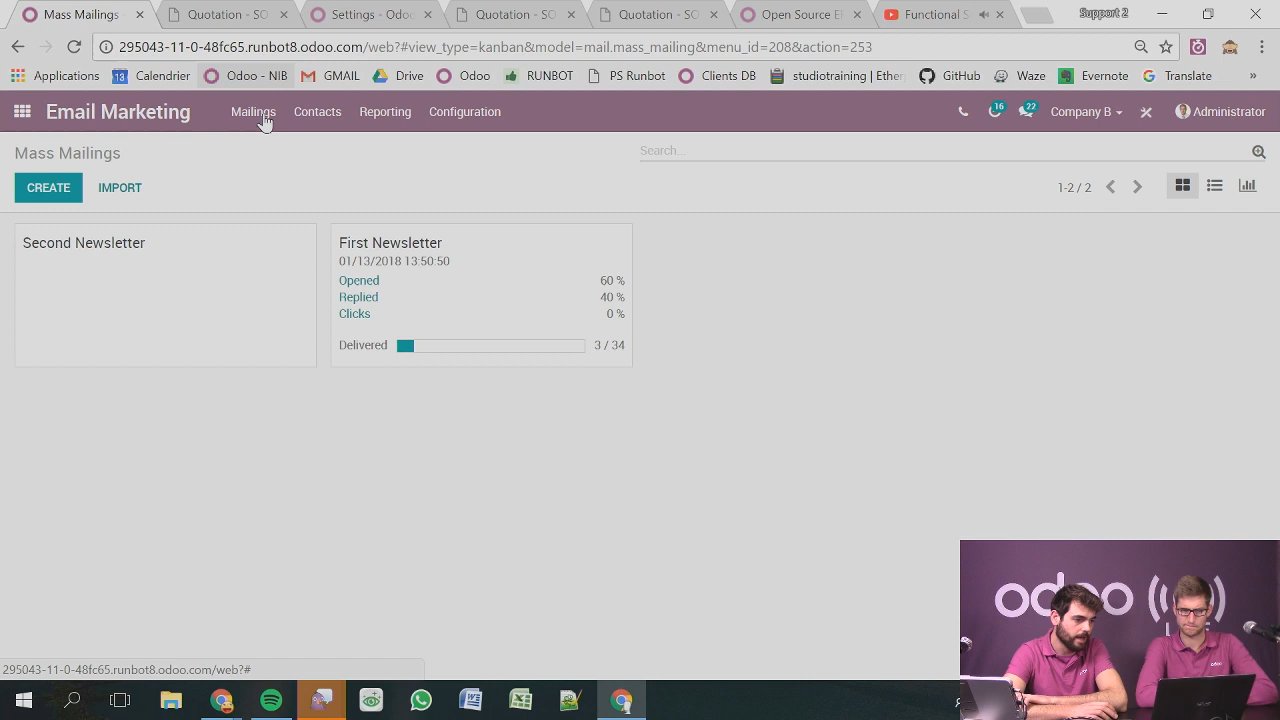 Mass Mailings
Quotation - SO
Settings - Odoo
Quotation - SO
Quotation - SO
Open Source E
Functional S
Support 2
295043-11-0-48fc65.runbot8.odoo.com/web?#view_type=kanban&model=mail.mass_mailing&menu_id=208&action=253
Applications
13
Calendrier
Odoo - NIB
GMAIL
Drive
Odoo
RUNBOT
PS Runbot
Clients DB
studentraining | Ether
GitHub
Waze
Evernote
Translate
»
Email Marketing
Mailings
Contacts
Reporting
Configuration
16
22
Company B
Administrator
Mass Mailings
Search...
CREATE
IMPORT
1-2 / 2
Second Newsletter
First Newsletter
01/13/2018 13:50:50
Opened 60 %
Replied 40 %
Clicks 0 %
Delivered 3 / 34
odoo
295043-11-0-48fc65.runbot8.odoo.com/web?#